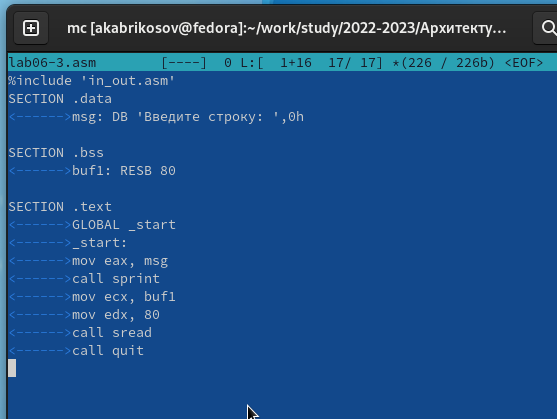 mc [akabrikosov@fedora]:~/work/study/2022-2023/Архитекту...
lab06-3.asm [----] 0 L:[ 1+16 17/ 17] *(226 / 226b) <EOF>
%include 'in_out.asm'
SECTION .data
<------>msg: DB 'Введите строку: ',0h
SECTION .bss
<------>buf1: RESB 80
SECTION .text
<------>GLOBAL _start
<------>_start:
<------>mov eax, msg
<------>call sprint
<------>mov ecx, buf1
<------>mov edx, 80
<------>call sread
<------>call quit